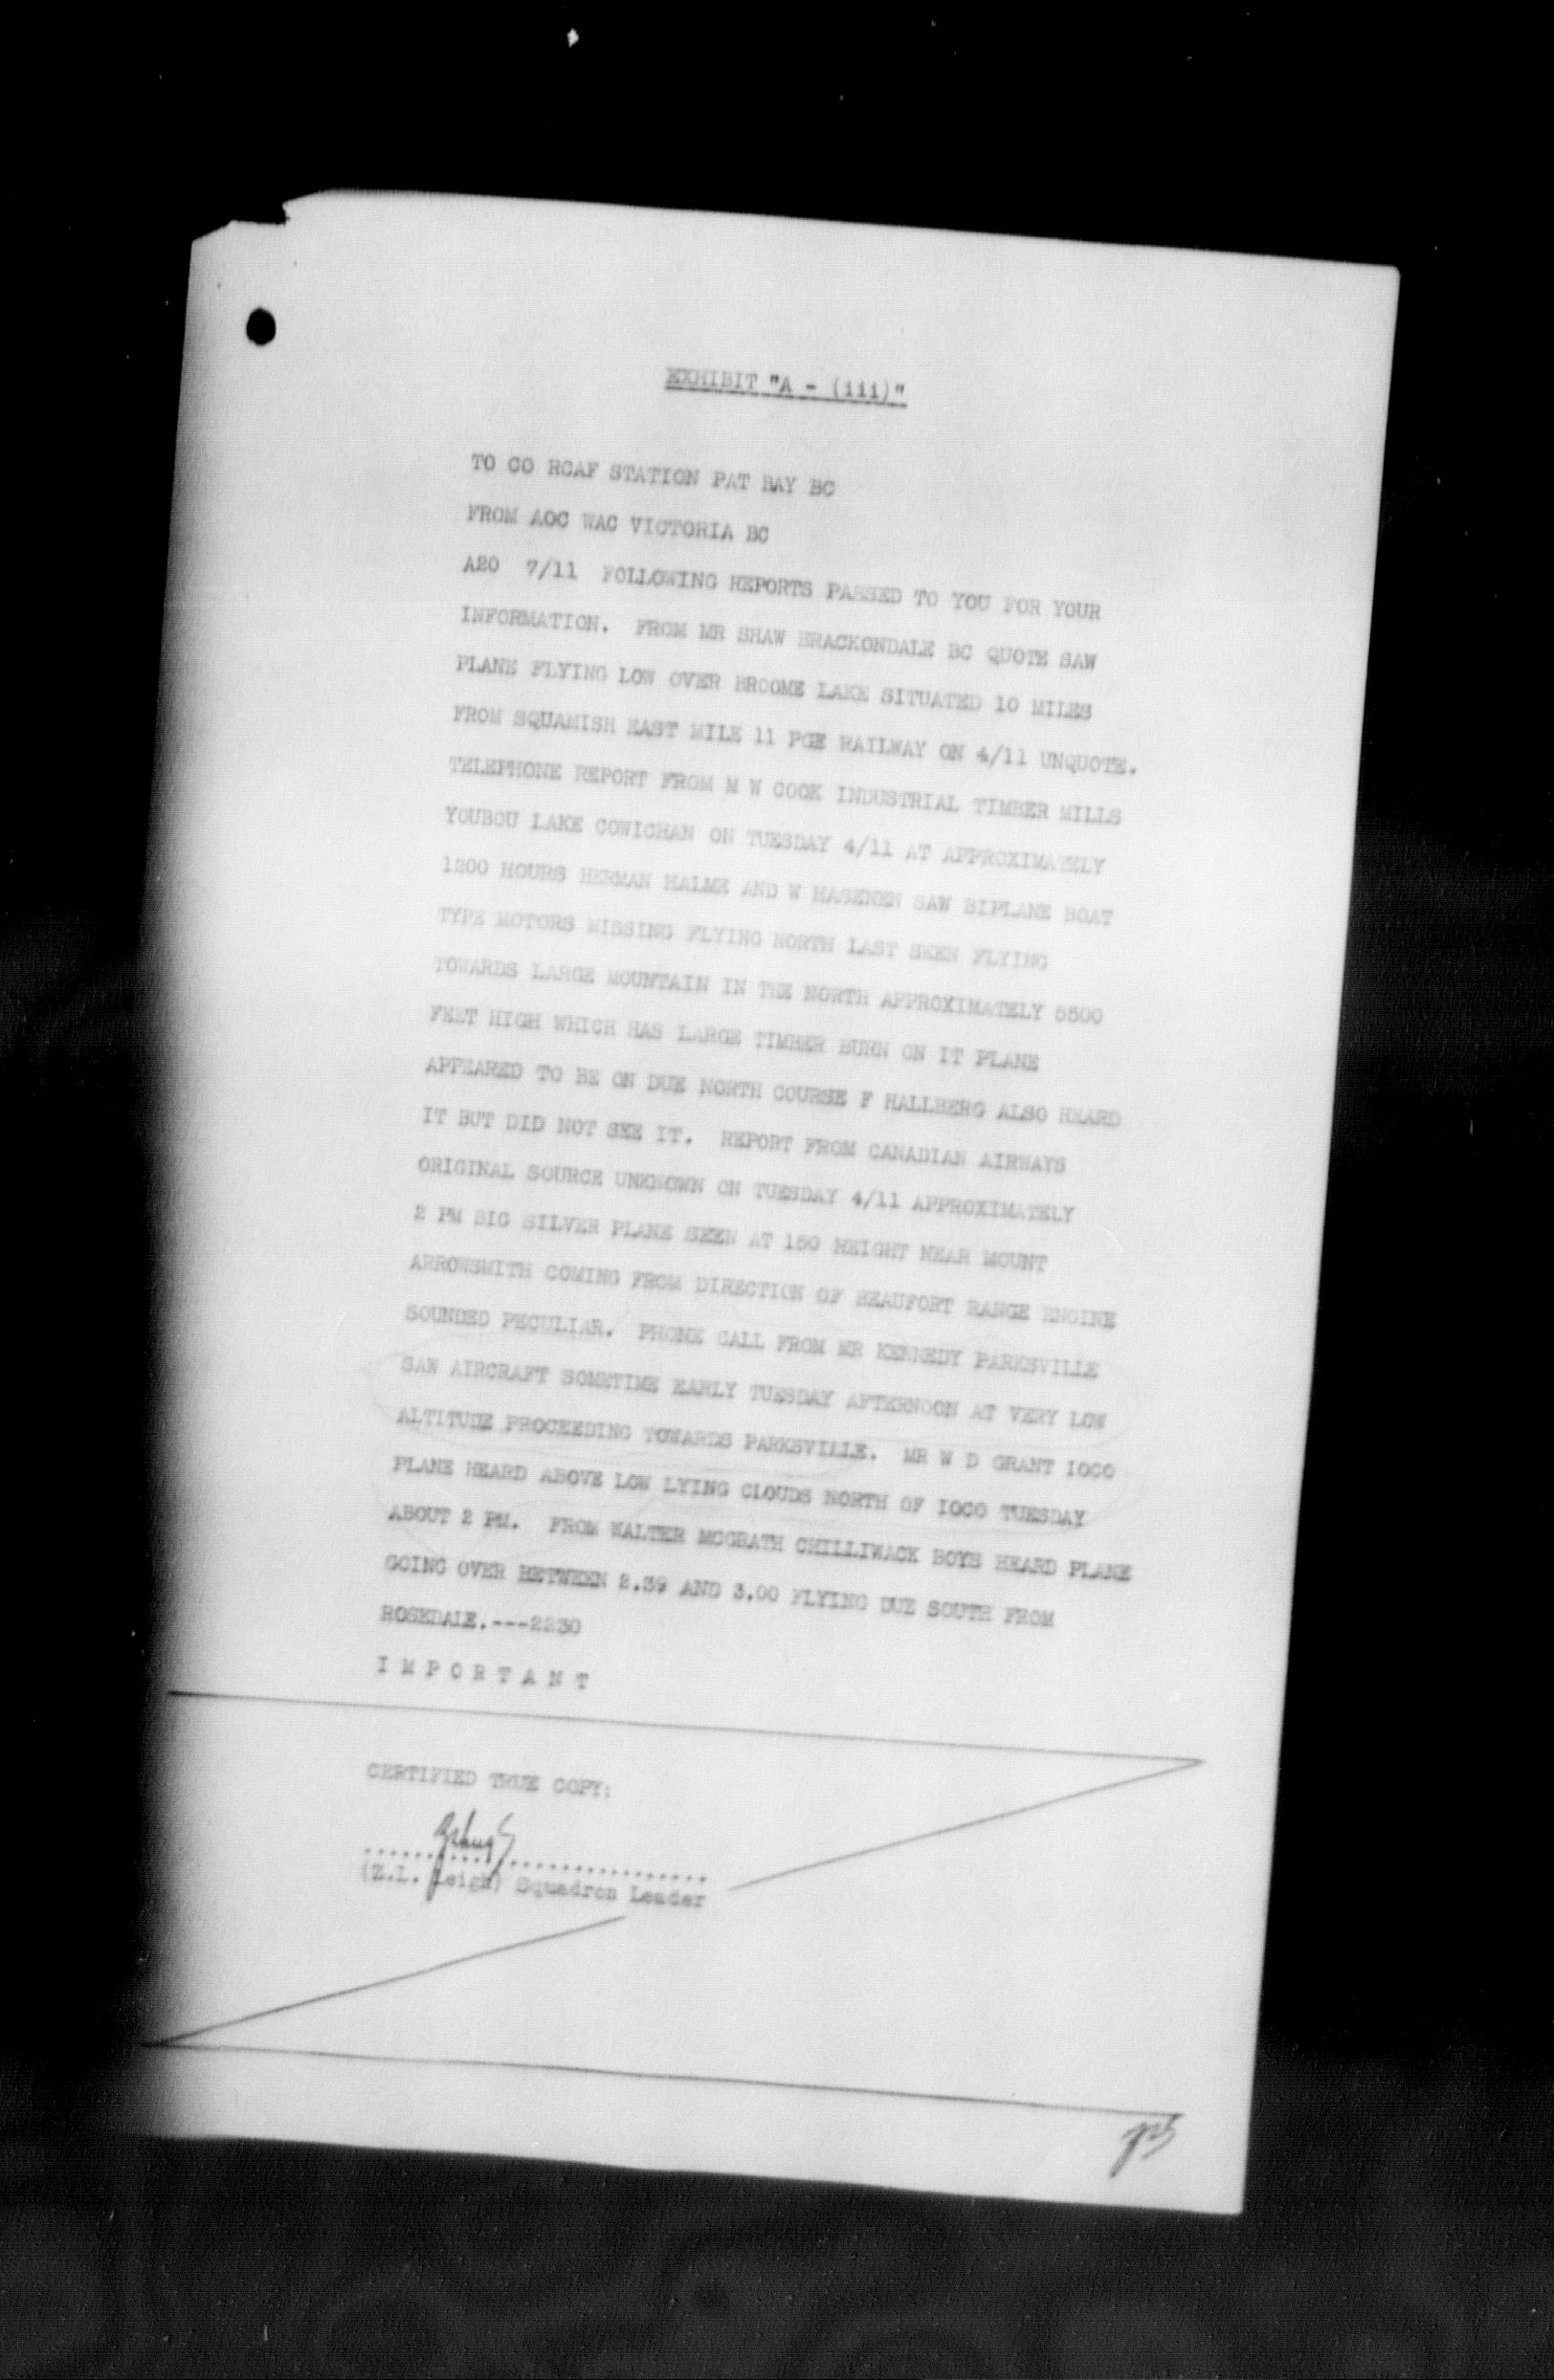 EXHIBIT "A - (iii)"
TO CO RCAF STATION PAT BAY BC
FROM AOC WAC VICTORIA BC
A20 7/11 FOLLOWING REPORTS PASSED TO YOU FOR YOUR
INFORMATION. FROM MR SHAW BRACKONDALE BC QUOTE SAW
PLANE FLYING LOW OVER BROOME LAKE SITUATED 10 MILES
FROM SQUAMISH EAST MILE 11 PGE RAILWAY ON 4/11 UNQUOTE.
TELEPHONE REPORT FROM M W COOK INDUSTRIAL TIMBER MILLS
YOUBOU LAKE COWICHAN ON TUESDAY 4/11 AT APPROXIMATELY
1200 HOURS HERMAN HALME AND W HASENEN SAW BIPLANE BOAT
TYPE MOTORS MISSING FLYING NORTH LAST SEEN FLYING
TOWARDS LARGE MOUNTAIN IN THE NORTH APPROXIMATELY 5500
FEET HIGH WHICH HAS LARGE TIMBER BURN ON IT PLANE
APPEARED TO BE ON DUE NORTH COURSE F HALLBERG ALSO HEARD
IT BUT DID NOT SEE IT. REPORT FROM CANADIAN AIRWAYS
ORIGINAL SOURCE UNKNOWN ON TUESDAY 4/11 APPROXIMATELY
2 PM BIG SILVER PLANE SEEN AT 150 HEIGHT NEAR MOUNT
ARROWSMITH COMING FROM DIRECTION OF BEAUFORT RANGE ENGINE
SOUNDED PECULIAR. PHONE CALL FROM MR KENNEDY PARKSVILLE
SAW AIRCRAFT SOMETIME EARLY TUESDAY AFTERNOON AT VERY LOW
ALTITUDE PROCEEDING TOWARDS PARKSVILLE. MR W D GRANT IOCO
PLANE HEARD ABOVE LOW LYING CLOUDS NORTH OF IOCO TUESDAY
ABOUT 2 PM. FROM WALTER MCGRATH CHILLIWACK BOYS HEARD PLANE
GOING OVER BETWEEN 2.39 AND 3.00 FLYING DUE SOUTH FROM
ROSEDALE.---2230
I M P O R T A N T
CERTIFIED TRUE COPY:
(Z.L. Leigh) Squadron Leader